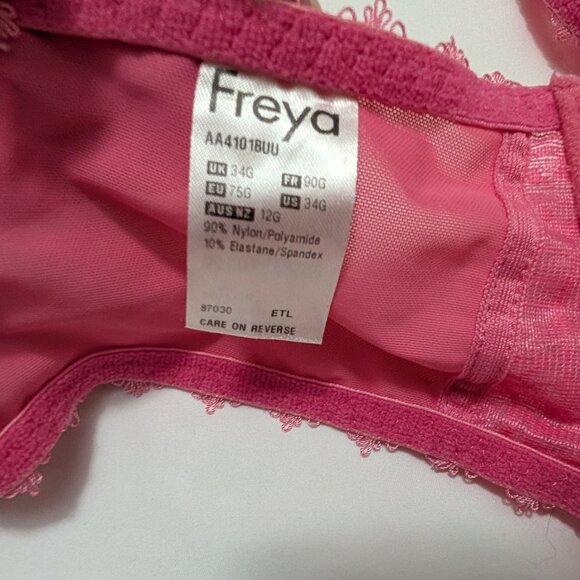 Freya
AA4101BUU
UK 34G FR 90G
EU 75G US 34G
AUS NZ 12G
90% Nylon/Polyamide
10% Elastane/Spandex
87030 ETL
CARE ON REVERSE